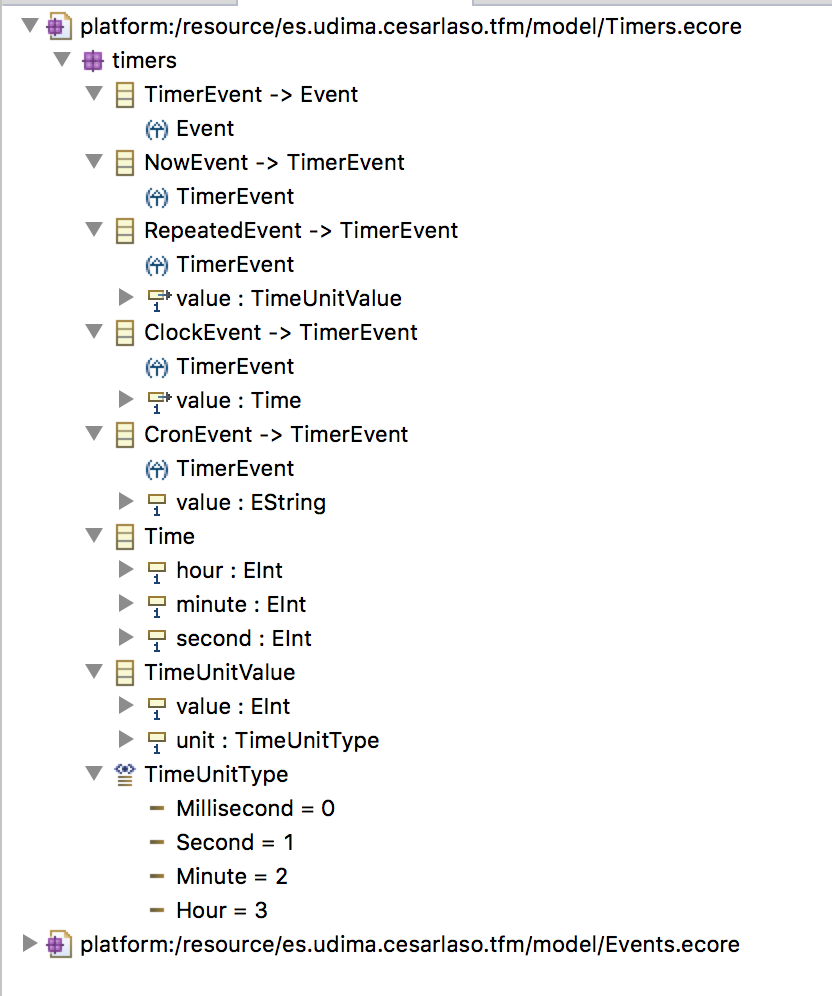 platform:/resource/es.udima.cesarlaso.tfm/model/Timers.ecore
timers
TimerEvent -> Event
Event
NowEvent -> TimerEvent
TimerEvent
RepeatedEvent -> TimerEvent
TimerEvent
value : TimeUnitValue
ClockEvent -> TimerEvent
TimerEvent
value : Time
CronEvent -> TimerEvent
TimerEvent
value : EString
Time
hour : EInt
minute : EInt
second : EInt
TimeUnitValue
value : EInt
unit : TimeUnitType
TimeUnitType
Millisecond = 0
Second = 1
Minute = 2
Hour = 3
platform:/resource/es.udima.cesarlaso.tfm/model/Events.ecore